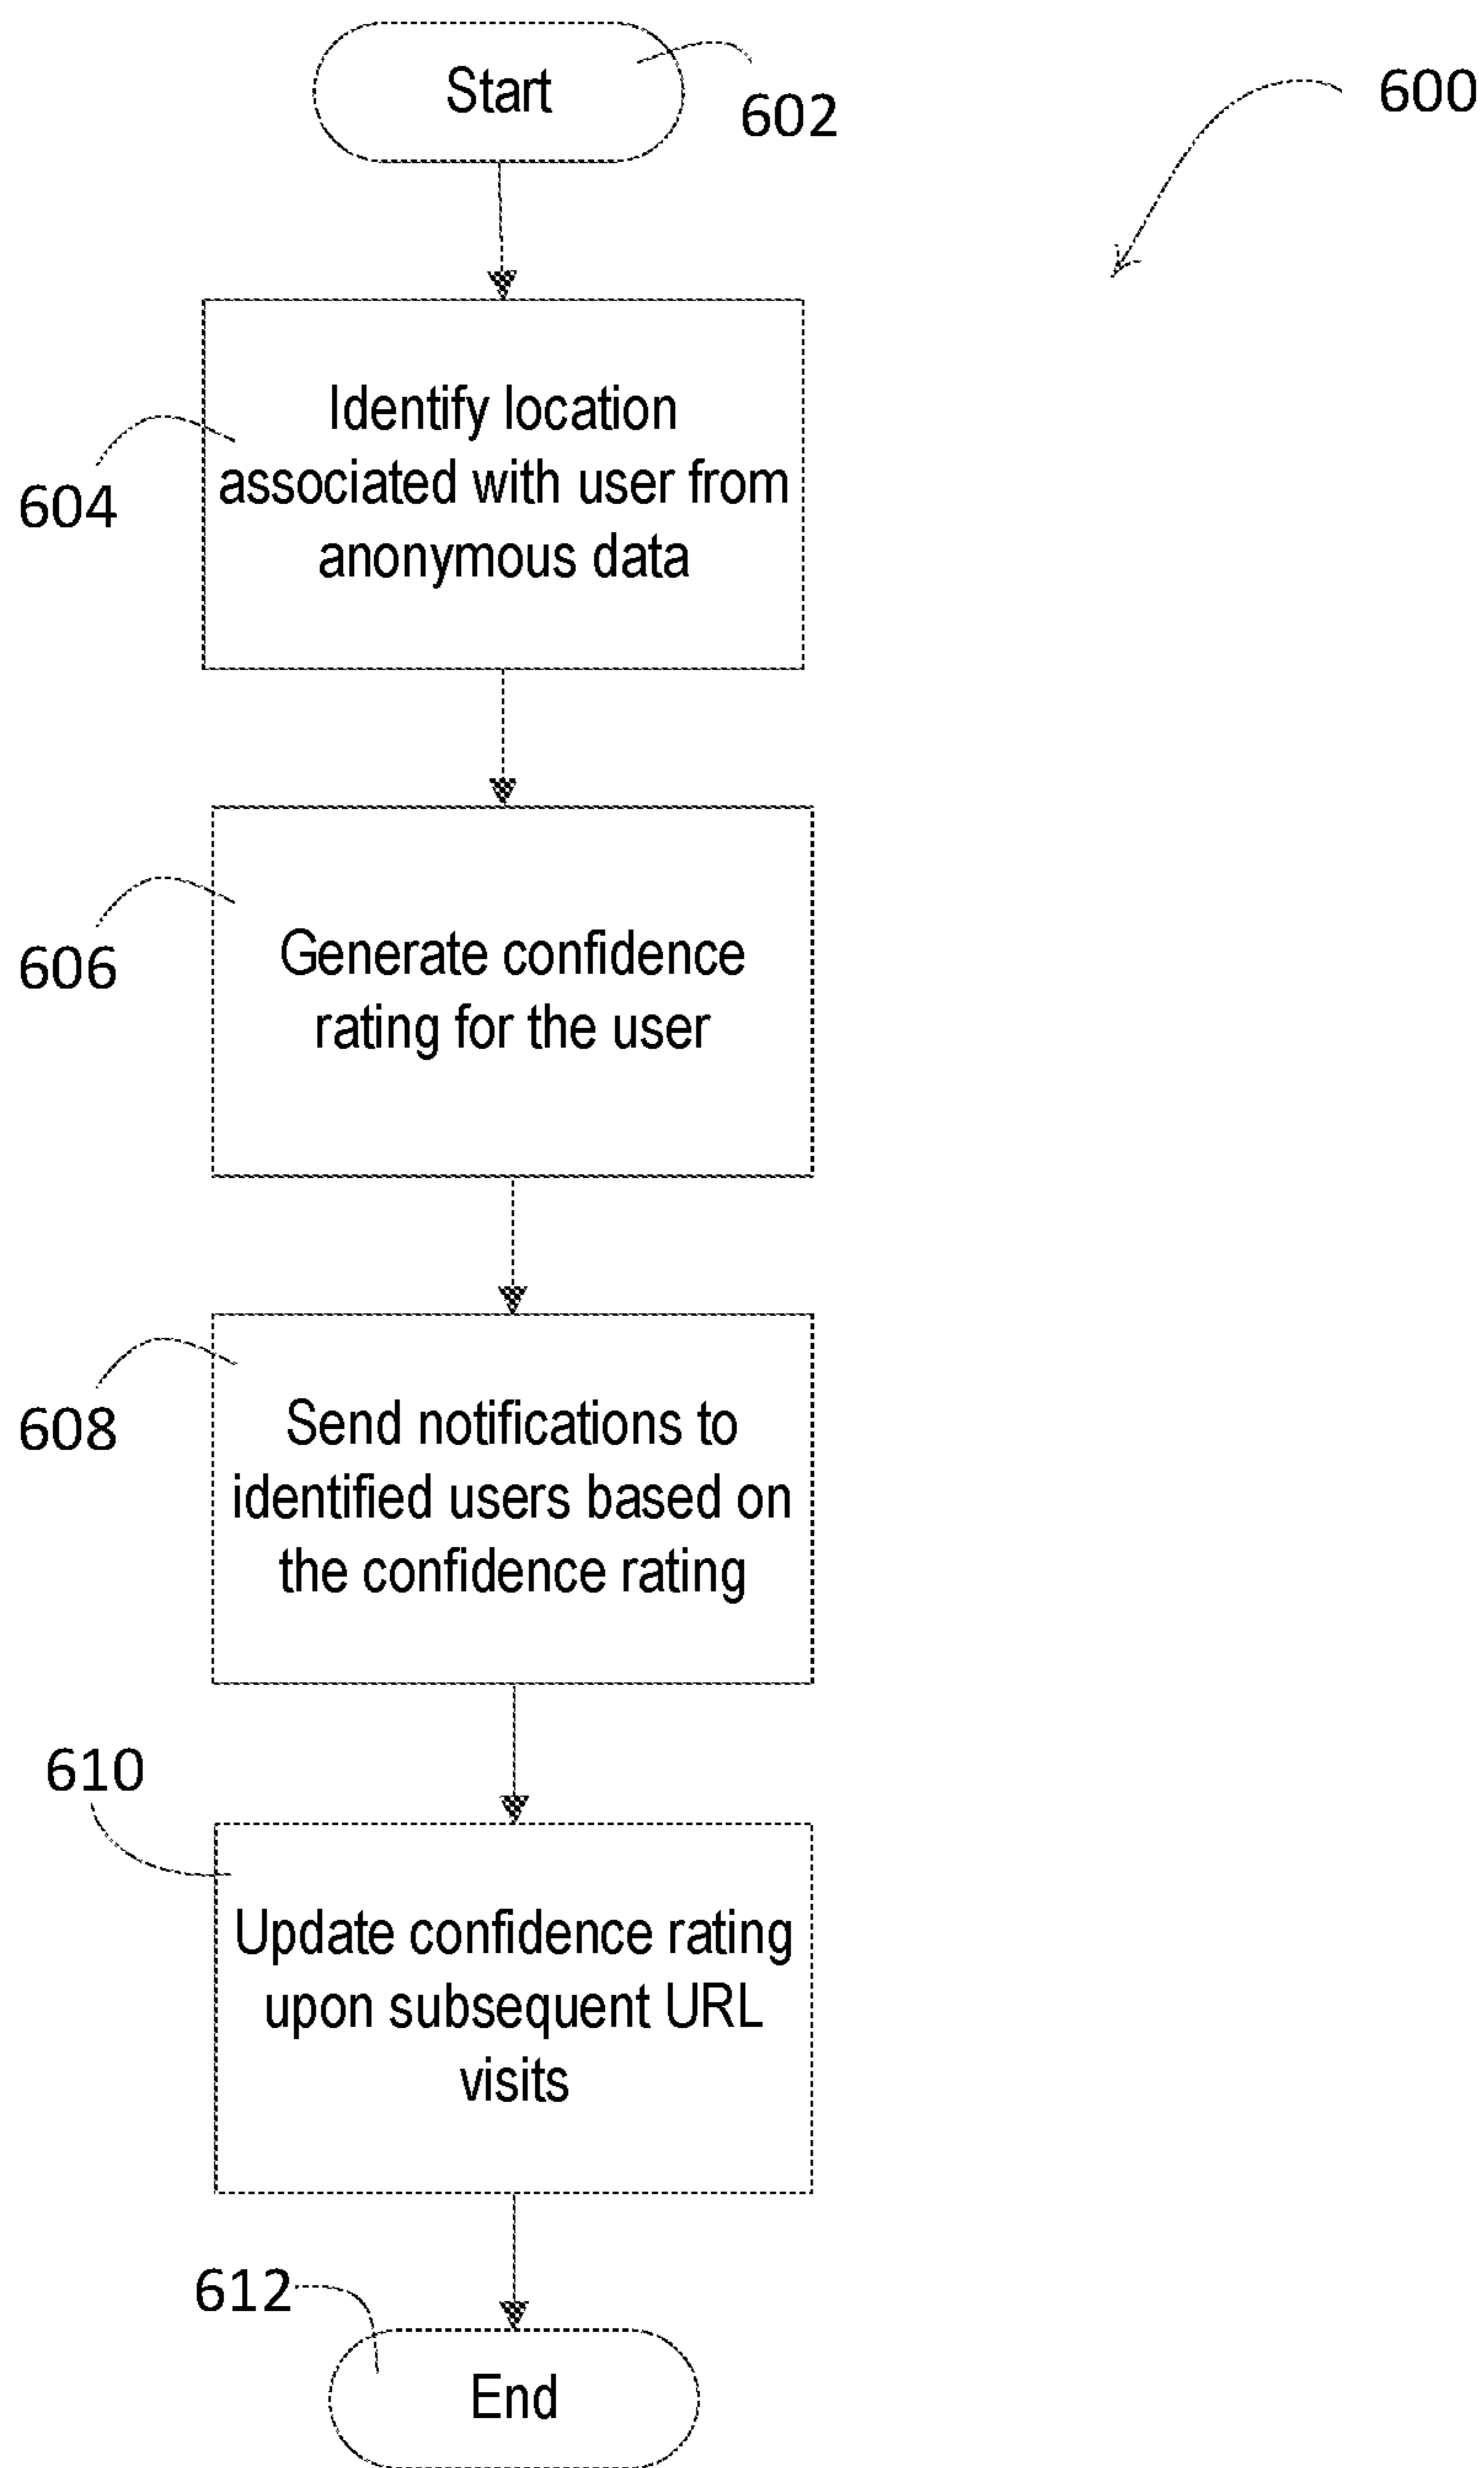 Start
602
600
Identify location
associated with user from
anonymous data
604
Generate confidence
rating for the user
606
Send notifications to
identified users based on
the confidence rating
608
610
Update confidence rating
upon subsequent URL
visits
612
End